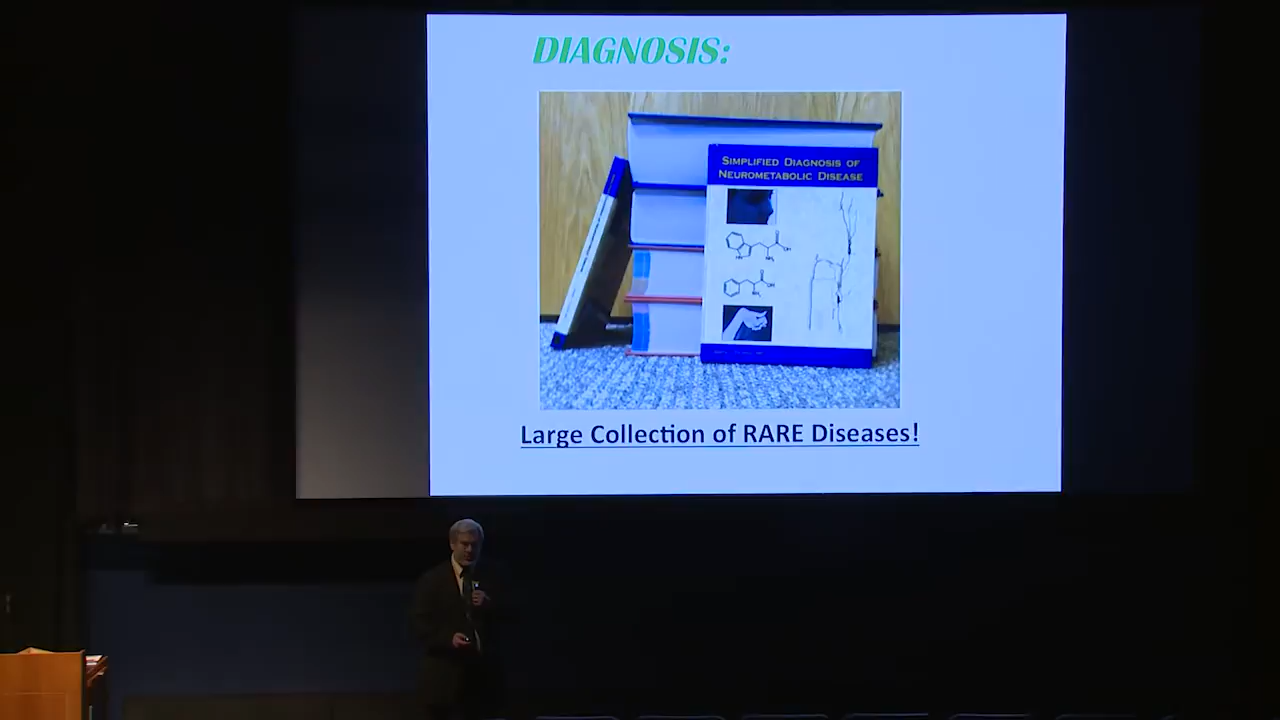 DIAGNOSIS:
SIMPLIFIED DIAGNOSIS OF
NEUROMETABOLIC DISEASE
Large Collection of RARE Diseases!